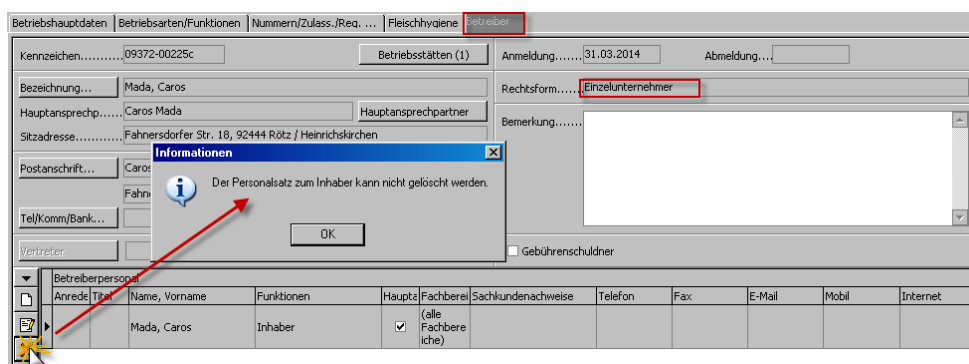 Betriebshauptdaten Betriebsarten/Funktionen Nummern/Zulass./Reg. ... Fleischhygiene Betreiber
Kennzeichen........... 09372-00225c Betriebsstätten (1) Anmeldung....... 31.03.2014 Abmeldung....
Bezeichnung... Mada, Caros Rechtsform....... Einzelunternehmer
Hauptansprechp...... Caros Mada Hauptansprechpartner
Bemerkung.......
Sitzadresse........... Fahnersdorfer Str. 18, 92444 Rötz / Heinrichskirchen
Informationen
Postanschrift... Caros
Der Personalsatz zum Inhaber kann nicht gelöscht werden.
Fahn
Tel/Komm/Bank...
OK
Vertreter Gebührenschuldner
Betreiberpersonal
Anrede Titel Name, Vorname Funktionen Haupta Fachberei Sachkundenachweise Telefon Fax E-Mail Mobil Internet
Mada, Caros Inhaber (alle
Fachbere
iche)